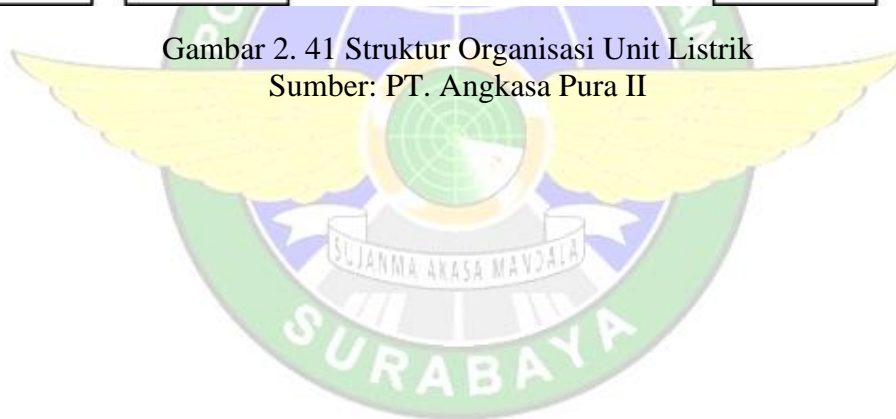 Gambar 2. 41 Struktur Organisasi Unit Listrik
Sumber: PT. Angkasa Pura II
SUJANMA AKASA MANDALA
SURABAYA